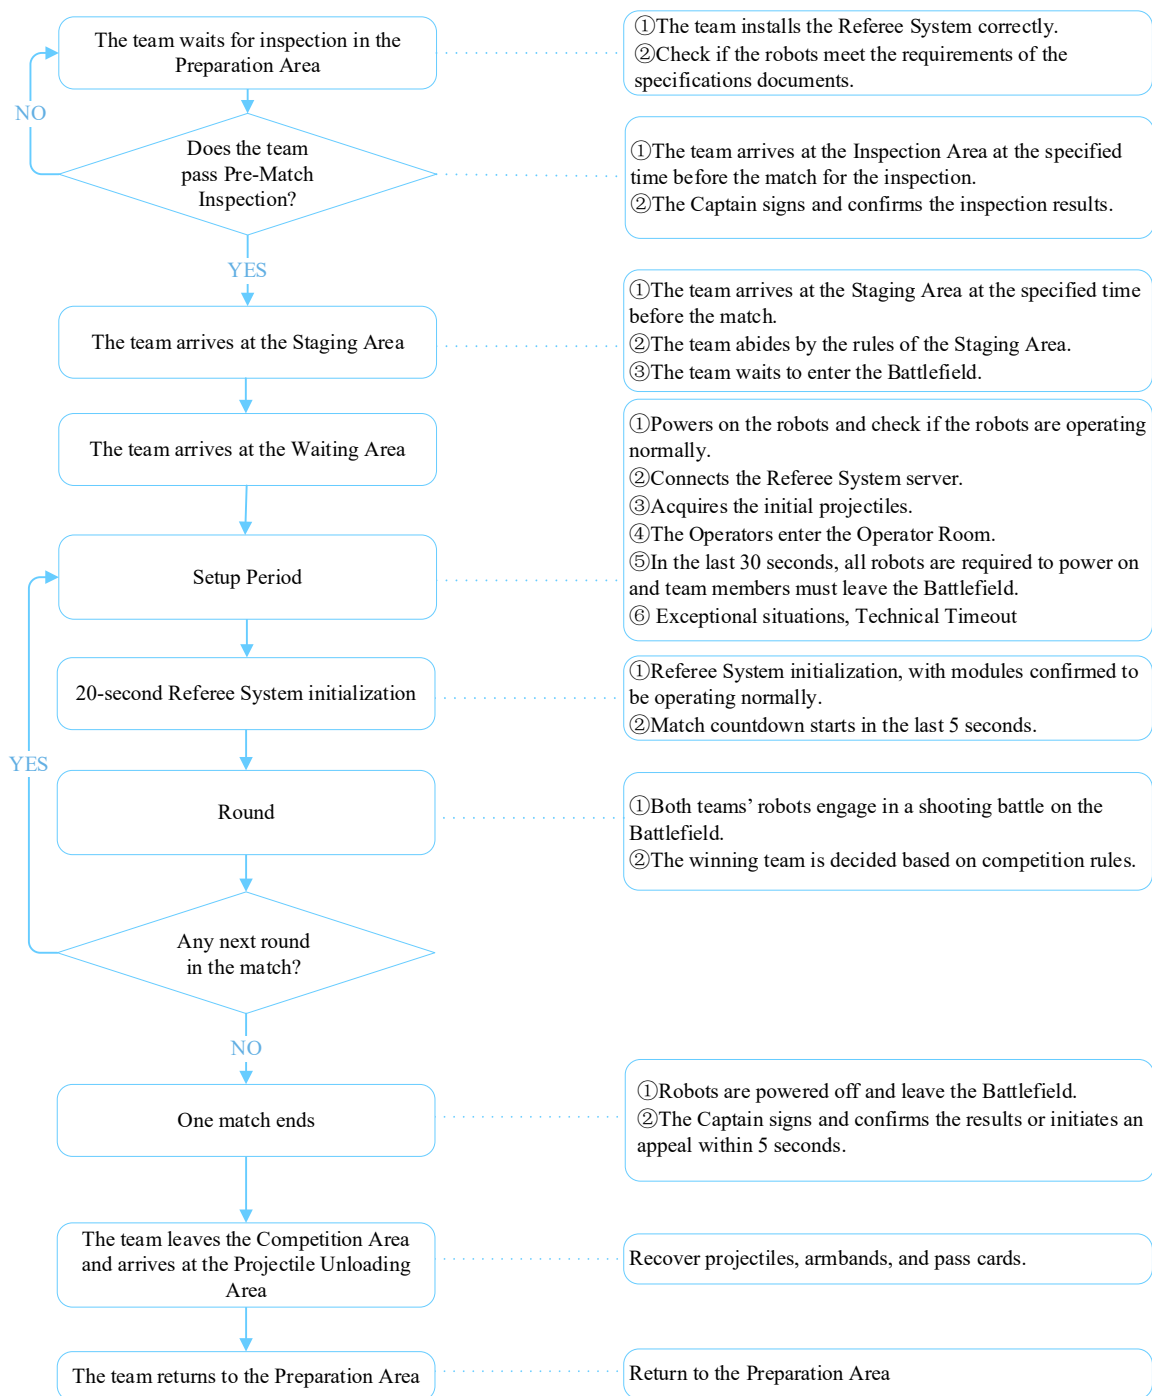 The team waits for inspection in the
Preparation Area
①The team installs the Referee System correctly.
②Check if the robots meet the requirements of the
specifications documents.
NO
Does the team
pass Pre-Match
Inspection?
①The team arrives at the Inspection Area at the specified
time before the match for the inspection.
②The Captain signs and confirms the inspection results.
YES
The team arrives at the Staging Area
①The team arrives at the Staging Area at the specified time
before the match.
②The team abides by the rules of the Staging Area.
③The team waits to enter the Battlefield.
The team arrives at the Waiting Area
Setup Period
①Powers on the robots and check if the robots are operating
normally.
②Connects the Referee System server.
③Acquires the initial projectiles.
④The Operators enter the Operator Room.
⑤In the last 30 seconds, all robots are required to power on
and team members must leave the Battlefield.
⑥ Exceptional situations, Technical Timeout
20-second Referee System initialization
①Referee System initialization, with modules confirmed to
be operating normally.
②Match countdown starts in the last 5 seconds.
YES
Round
①Both teams’ robots engage in a shooting battle on the
Battlefield.
②The winning team is decided based on competition rules.
Any next round
in the match?
NO
One match ends
①Robots are powered off and leave the Battlefield.
②The Captain signs and confirms the results or initiates an
appeal within 5 seconds.
The team leaves the Competition Area
and arrives at the Projectile Unloading
Area
Recover projectiles, armbands, and pass cards.
The team returns to the Preparation Area
Return to the Preparation Area